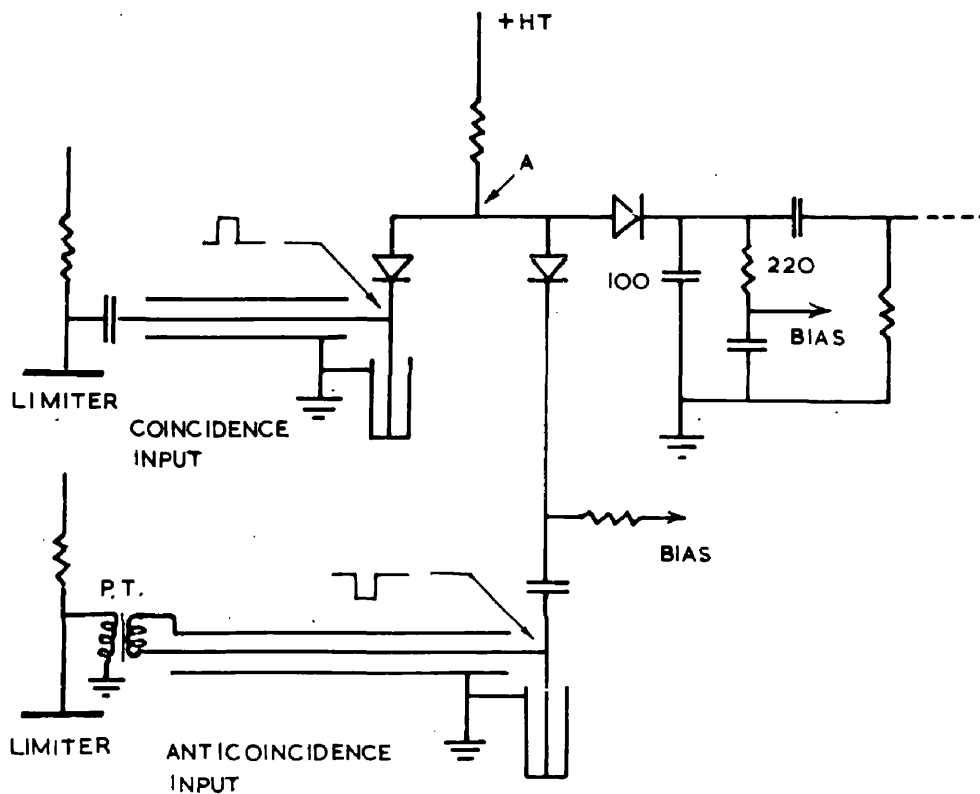 +HT
A
100
220
BIAS
LIMITER
COINCIDENCE
INPUT
BIAS
P.T.
LIMITER
ANTICOINCIDENCE
INPUT